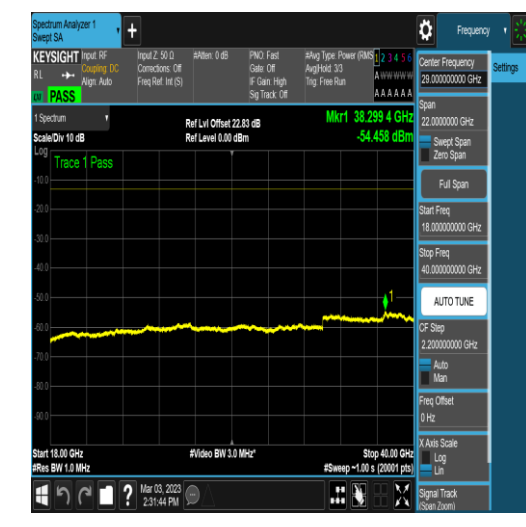 Spectrum Analyzer 1
Swept SA
Frequency
KEYSIGHT
Input: RF
Coupling: DC
Align: Auto
Input Z: 50 Ω
Corrections: Off
Freq Ref: Int (S)
#Atten: 0 dB
PNO: Fast
Gate: Off
IF Gain: High
Sig Track: Off
#Avg Type: Power (RMS
Avg|Hold: 3/3
Trig: Free Run
1 2 3 4 5 6
A W W W W W
A A A A A A
RL
PASS
1 Spectrum
Scale/Div 10 dB
Ref Lvl Offset 22.83 dB
Ref Level 0.00 dBm
Mkr1 38.299 4 GHz
-54.458 dBm
Log
Trace 1 Pass
-10.0
-20.0
-30.0
-40.0
-50.0
-60.0
-70.0
-80.0
-90.0
1
Start 18.00 GHz
#Res BW 1.0 MHz
#Video BW 3.0 MHz*
Stop 40.00 GHz
#Sweep ~1.00 s (20001 pts)
Mar 03, 2023
2:31:44 PM
Center Frequency
29.000000000 GHz
Settings
Span
22.0000000 GHz
Swept Span
Zero Span
Full Span
Start Freq
18.000000000 GHz
Stop Freq
40.000000000 GHz
AUTO TUNE
CF Step
2.200000000 GHz
Auto
Man
Freq Offset
0 Hz
X Axis Scale
Log
Lin
Signal Track
(Span Zoom)